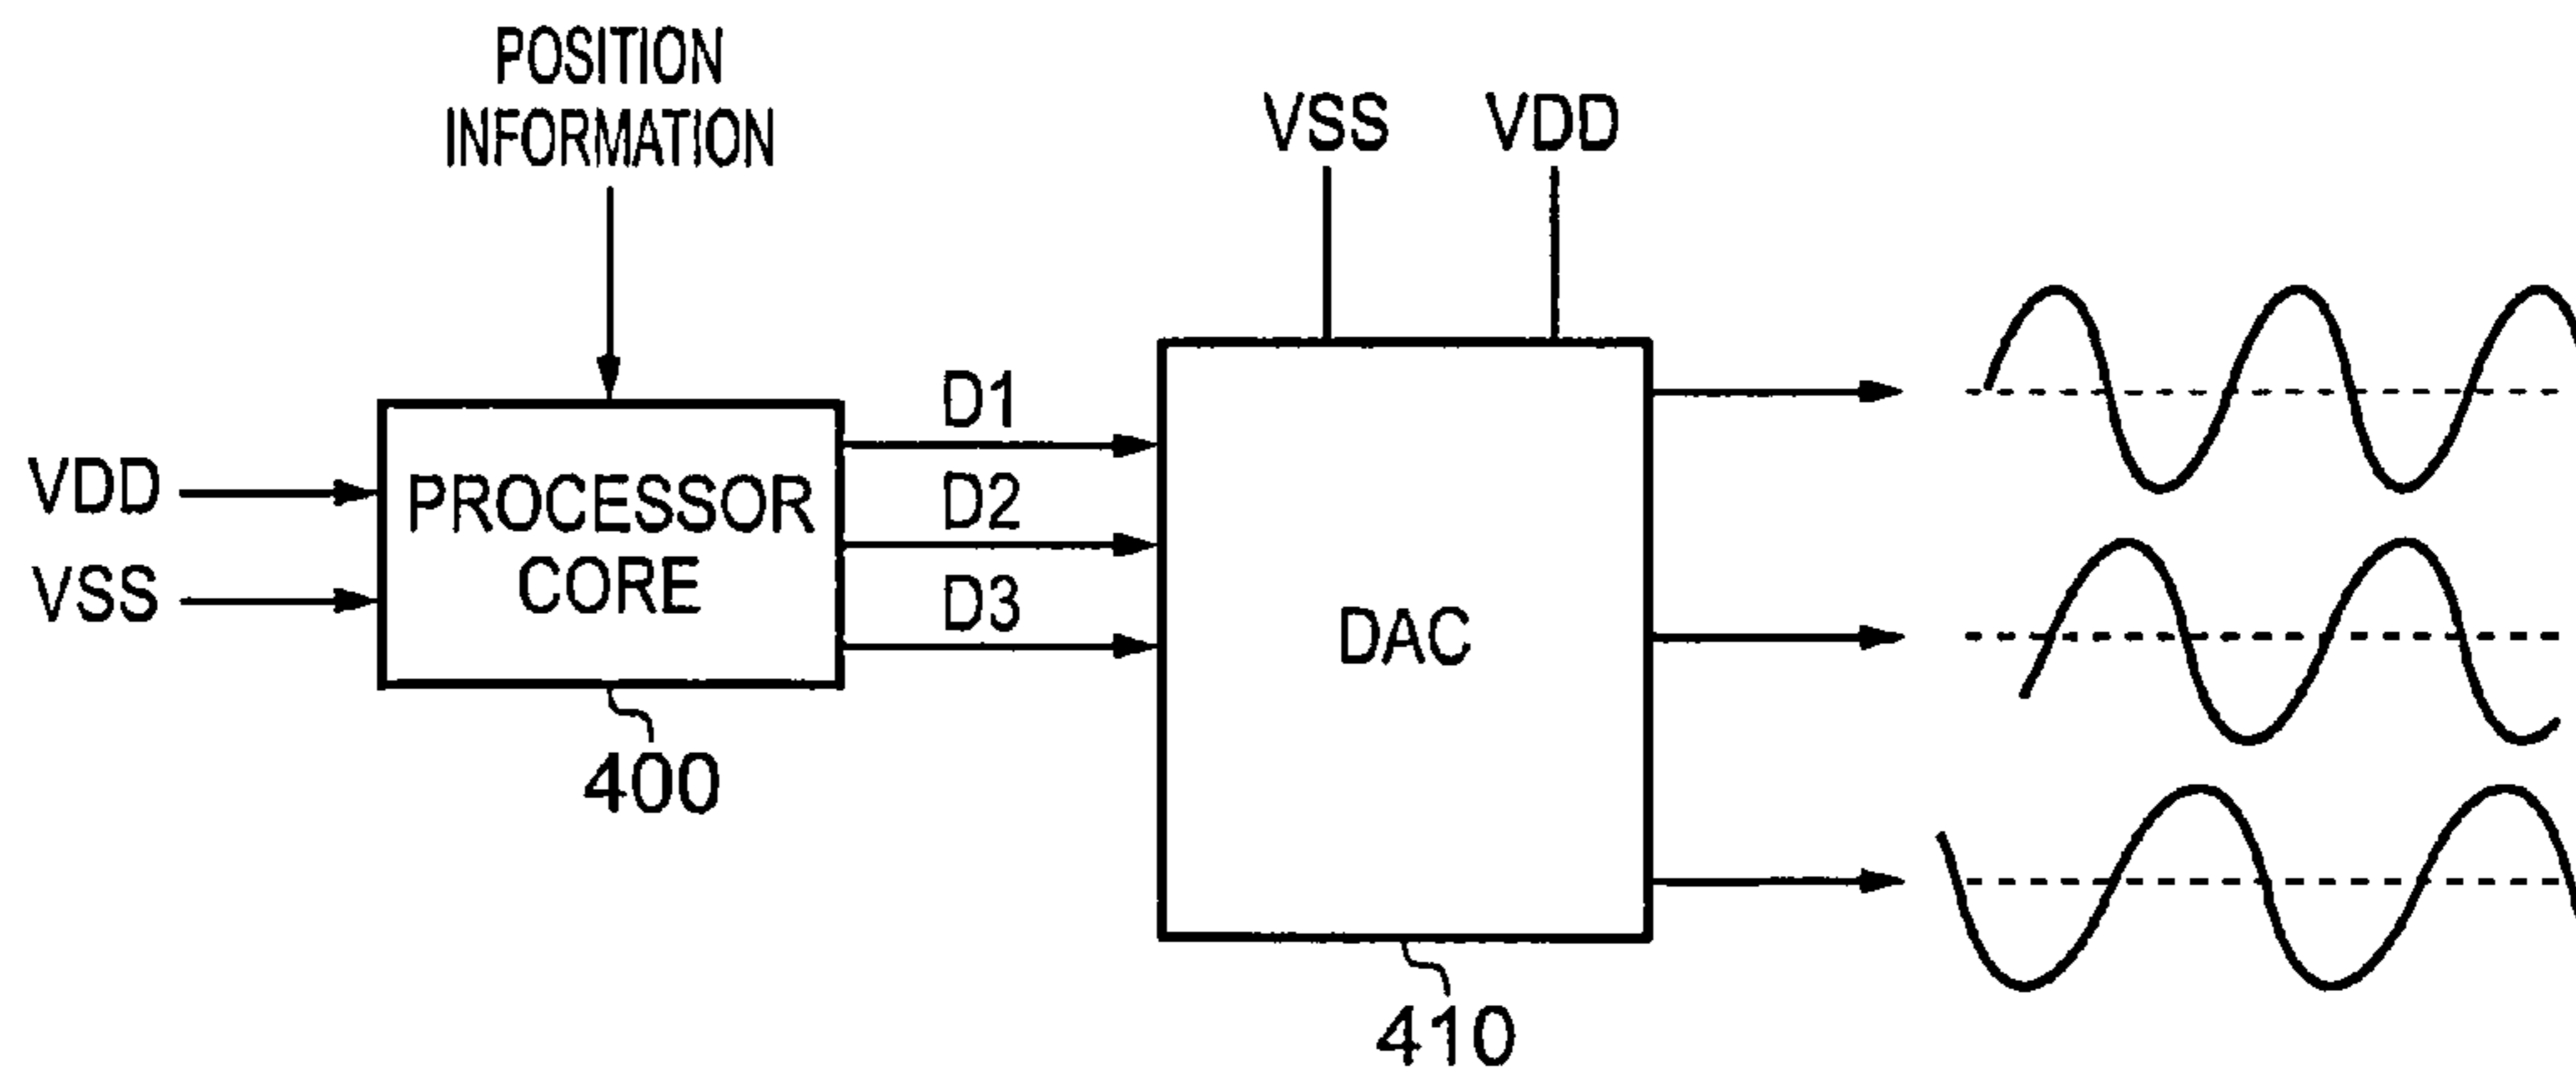 POSITION
INFORMATION
VSS
VDD
D1
VDD
PROCESSOR
D2
VSS
CORE
D3
DAC
400
410